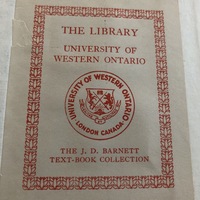 THE LIBRARY
UNIVERSITY OF
WESTERN ONTARIO
UNIVERSITY OF WESTERN ONTARIO
LONDON CANADA
THE J. D. BARNETT
TEXT-BOOK COLLECTION